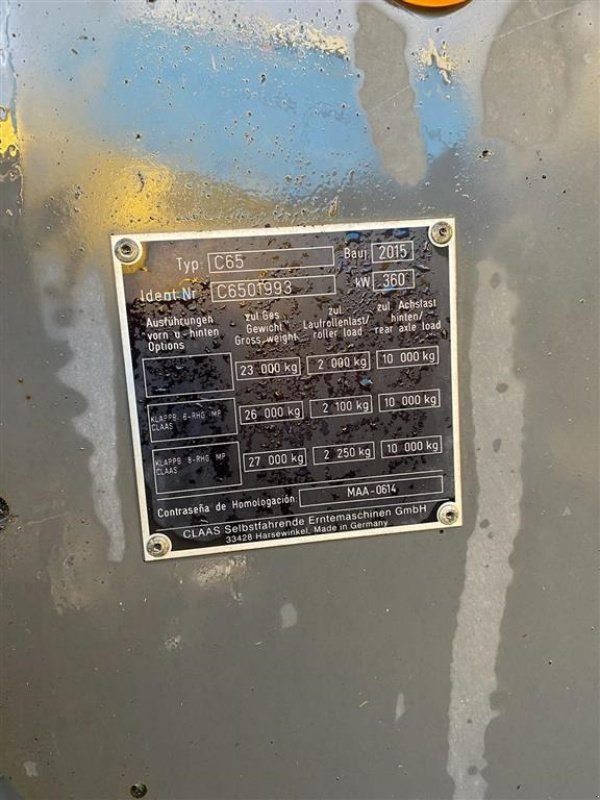 Typ: C65 Bauj. 2015
Ident.Nr. C6501993 kW 360
Ausführungen vorn u. hinten Options
zul. Ges. Gewicht Gross weight
zul. Laufrollenlast/ roller load
zul. Achslast hinten/ rear axle load
23 000 kg 2 000 kg 10 000 kg
KLAPPB. 6-RHG. MP. CLAAS 26 000 kg 2 100 kg 10 000 kg
KLAPPB. 8-RHG. MP. CLAAS 27 000 kg 2 250 kg 10 000 kg
Contraseña de Homologación: MAA-0614
CLAAS Selbstfahrende Erntemaschinen GmbH
33428 Harsewinkel, Made in Germany